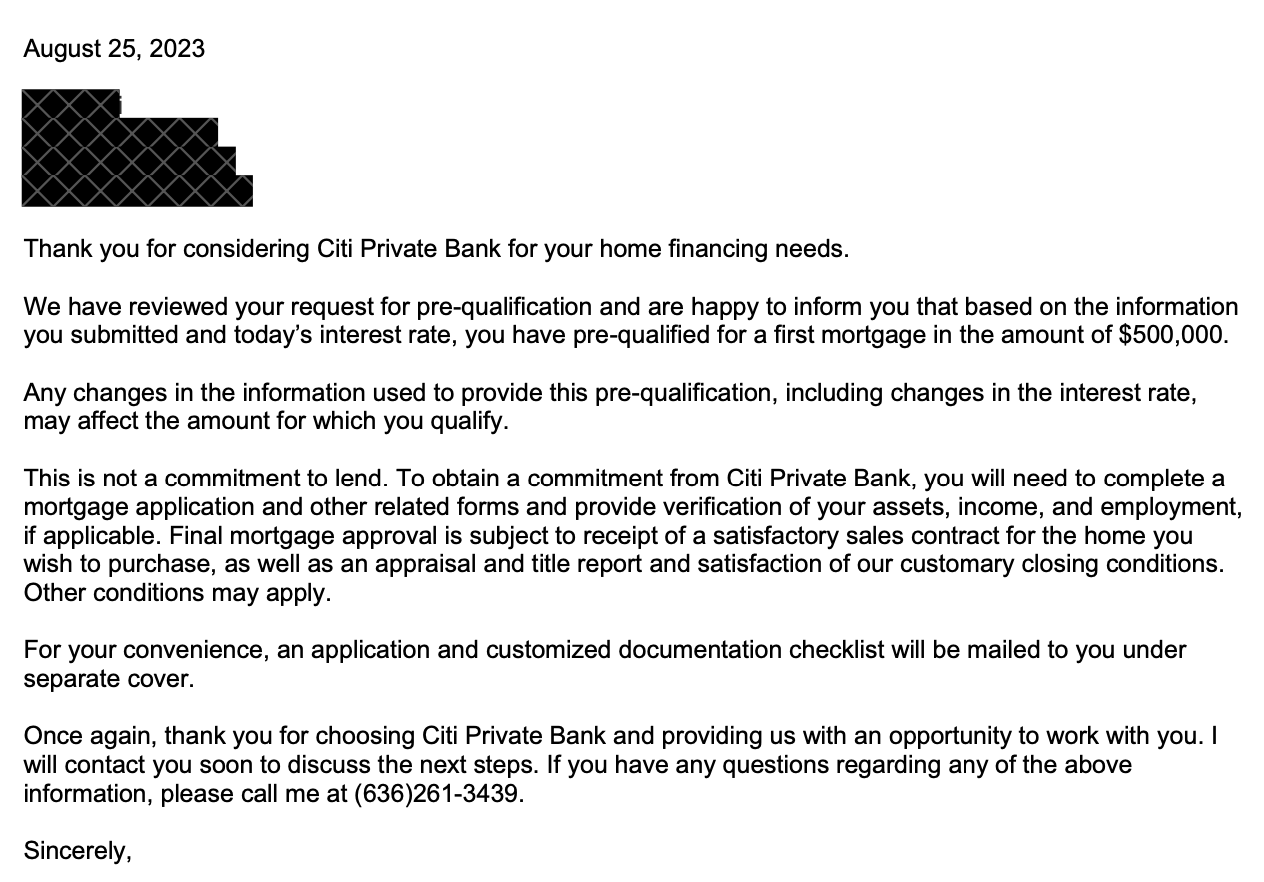 August 25, 2023
Thank you for considering Citi Private Bank for your home financing needs.
We have reviewed your request for pre-qualification and are happy to inform you that based on the information
you submitted and today’s interest rate, you have pre-qualified for a first mortgage in the amount of $500,000.
Any changes in the information used to provide this pre-qualification, including changes in the interest rate,
may affect the amount for which you qualify.
This is not a commitment to lend. To obtain a commitment from Citi Private Bank, you will need to complete a
mortgage application and other related forms and provide verification of your assets, income, and employment,
if applicable. Final mortgage approval is subject to receipt of a satisfactory sales contract for the home you
wish to purchase, as well as an appraisal and title report and satisfaction of our customary closing conditions.
Other conditions may apply.
For your convenience, an application and customized documentation checklist will be mailed to you under
separate cover.
Once again, thank you for choosing Citi Private Bank and providing us with an opportunity to work with you. I
will contact you soon to discuss the next steps. If you have any questions regarding any of the above
information, please call me at (636)261-3439.
Sincerely,